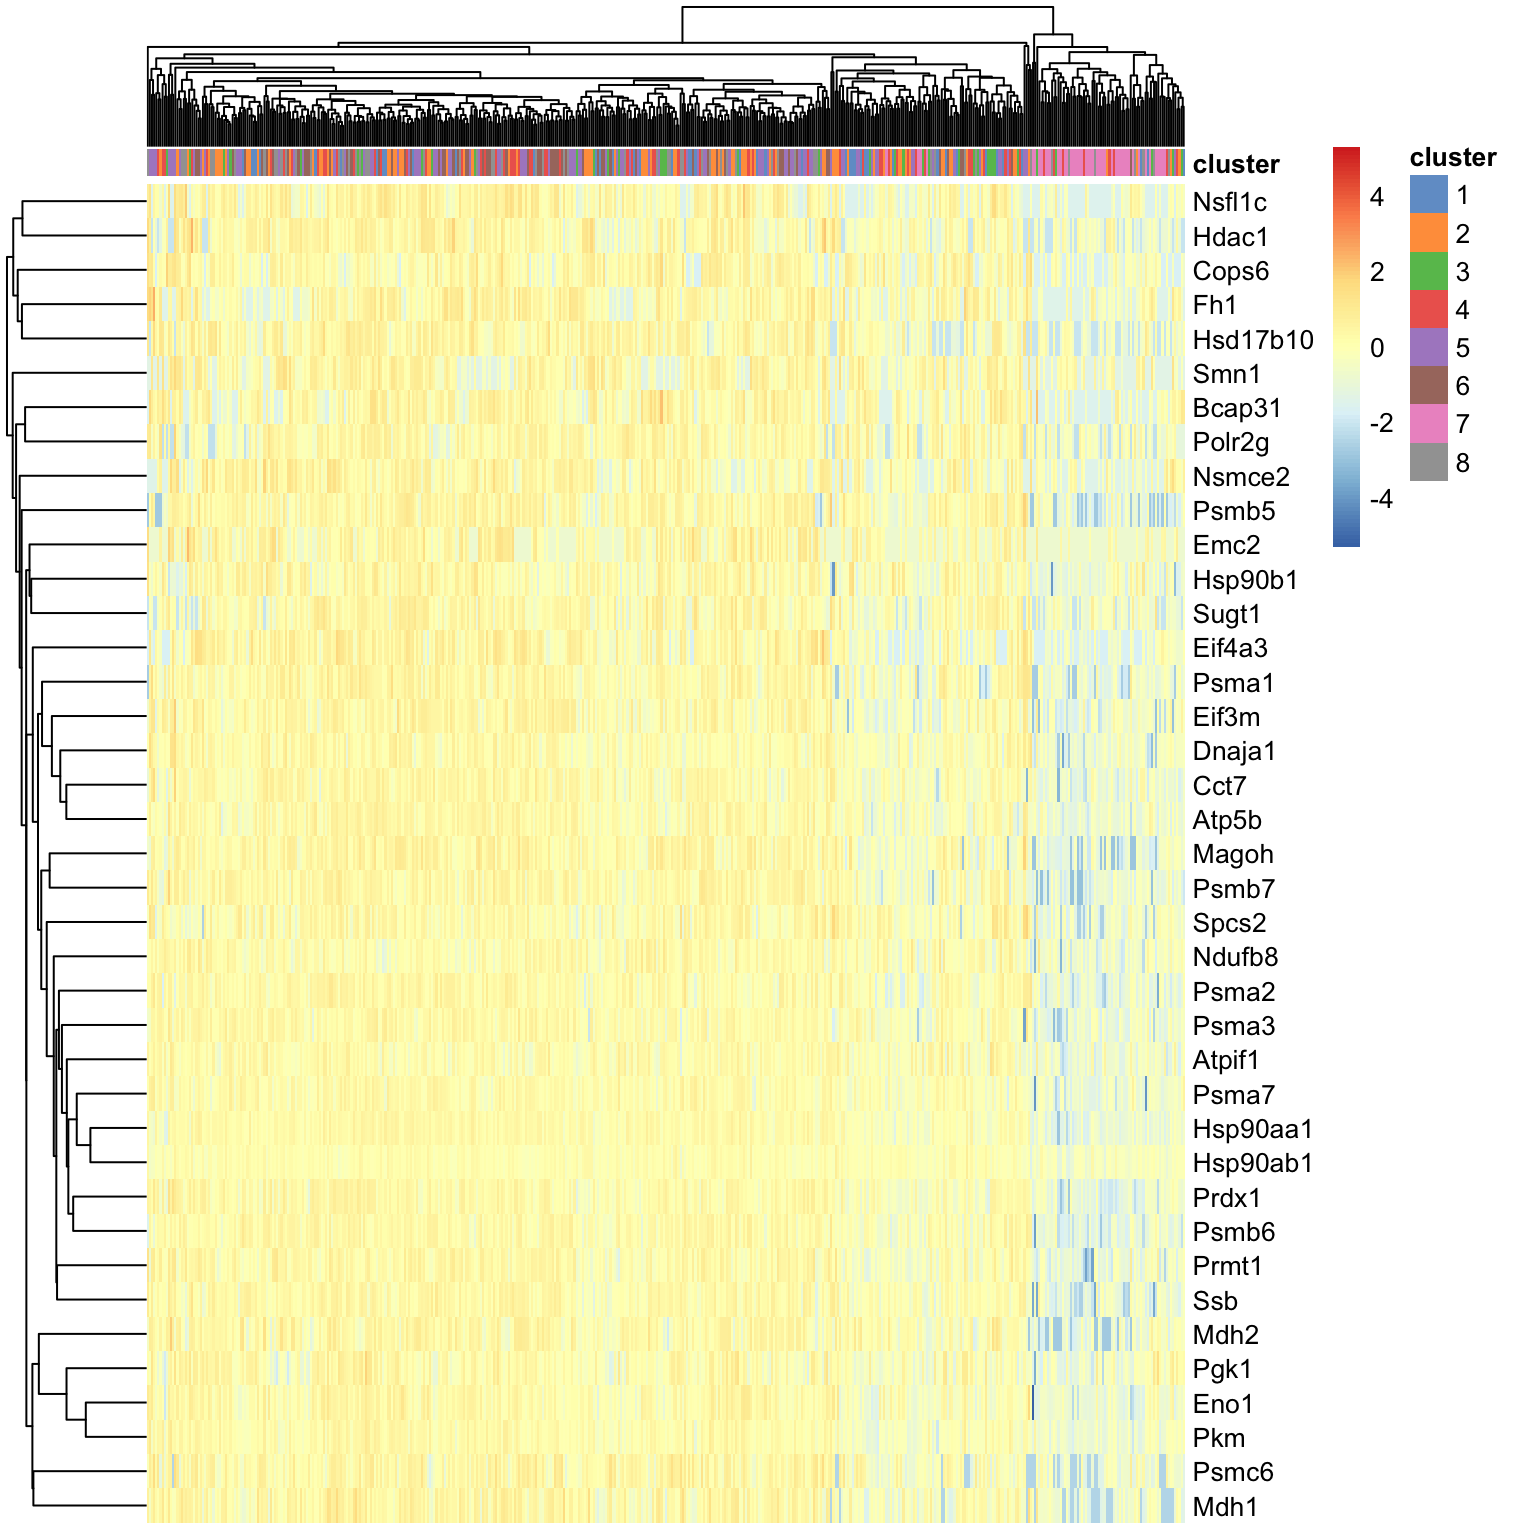 cluster
Nsfl1c
Hdac1
Cops6
Fh1
Hsd17b10
Smn1
Bcap31
Polr2g
Nsmce2
Psmb5
Emc2
Hsp90b1
Sugt1
Eif4a3
Psma1
Eif3m
Dnaja1
Cct7
Atp5b
Magoh
Psmb7
Spcs2
Ndufb8
Psma2
Psma3
Atpif1
Psma7
Hsp90aa1
Hsp90ab1
Prdx1
Psmb6
Prmt1
Ssb
Mdh2
Pgk1
Eno1
Pkm
Psmc6
Mdh1
4
2
0
-2
-4
cluster
1
2
3
4
5
6
7
8